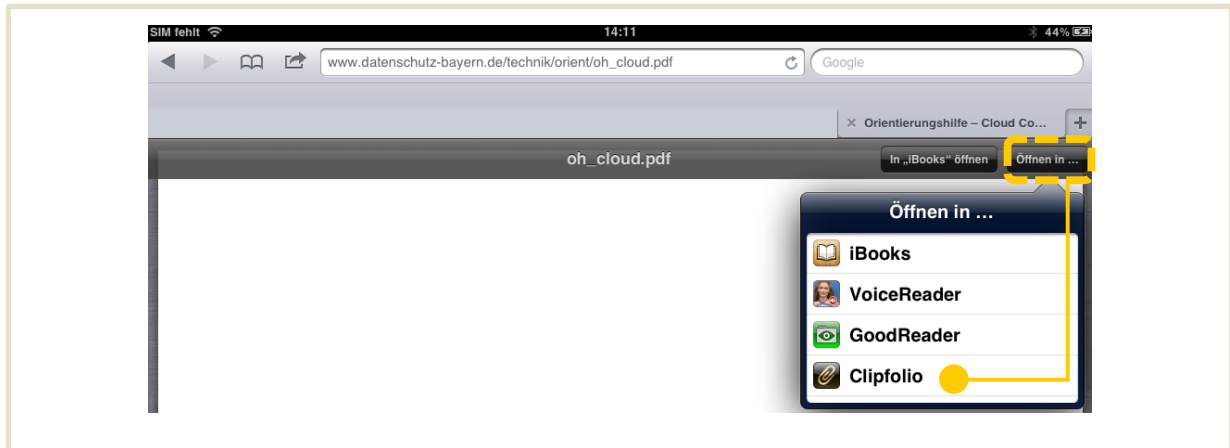 SIM fehlt 14:11 44%
www.datenschutz-bayern.de/technik/orient/oh_cloud.pdf Google
× Orientierungshilfe – Cloud Co... +
oh_cloud.pdf In „iBooks“ öffnen Öffnen in ...
Öffnen in ...
iBooks
VoiceReader
GoodReader
Clipfolio